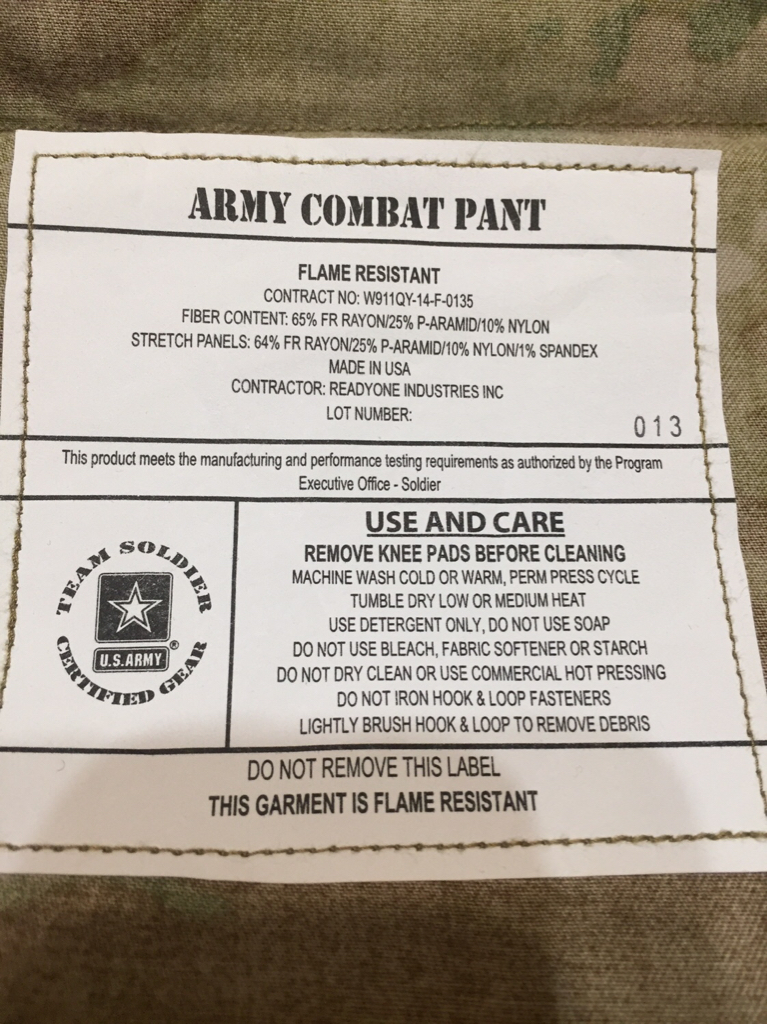 ARMY COMBAT PANT
FLAME RESISTANT
CONTRACT NO: W911QY-14-F-0135
FIBER CONTENT: 65% FR RAYON/25% P-ARAMID/10% NYLON
STRETCH PANELS: 64% FR RAYON/25% P-ARAMID/10% NYLON/1% SPANDEX
MADE IN USA
CONTRACTOR: READYONE INDUSTRIES INC
LOT NUMBER:
013
This product meets the manufacturing and performance testing requirements as authorized by the Program
Executive Office - Soldier
TEAM SOLDIER
U.S.ARMY®
CERTIFIED GEAR
USE AND CARE
REMOVE KNEE PADS BEFORE CLEANING
MACHINE WASH COLD OR WARM, PERM PRESS CYCLE
TUMBLE DRY LOW OR MEDIUM HEAT
USE DETERGENT ONLY, DO NOT USE SOAP
DO NOT USE BLEACH, FABRIC SOFTENER OR STARCH
DO NOT DRY CLEAN OR USE COMMERCIAL HOT PRESSING
DO NOT IRON HOOK & LOOP FASTENERS
LIGHTLY BRUSH HOOK & LOOP TO REMOVE DEBRIS
DO NOT REMOVE THIS LABEL
THIS GARMENT IS FLAME RESISTANT